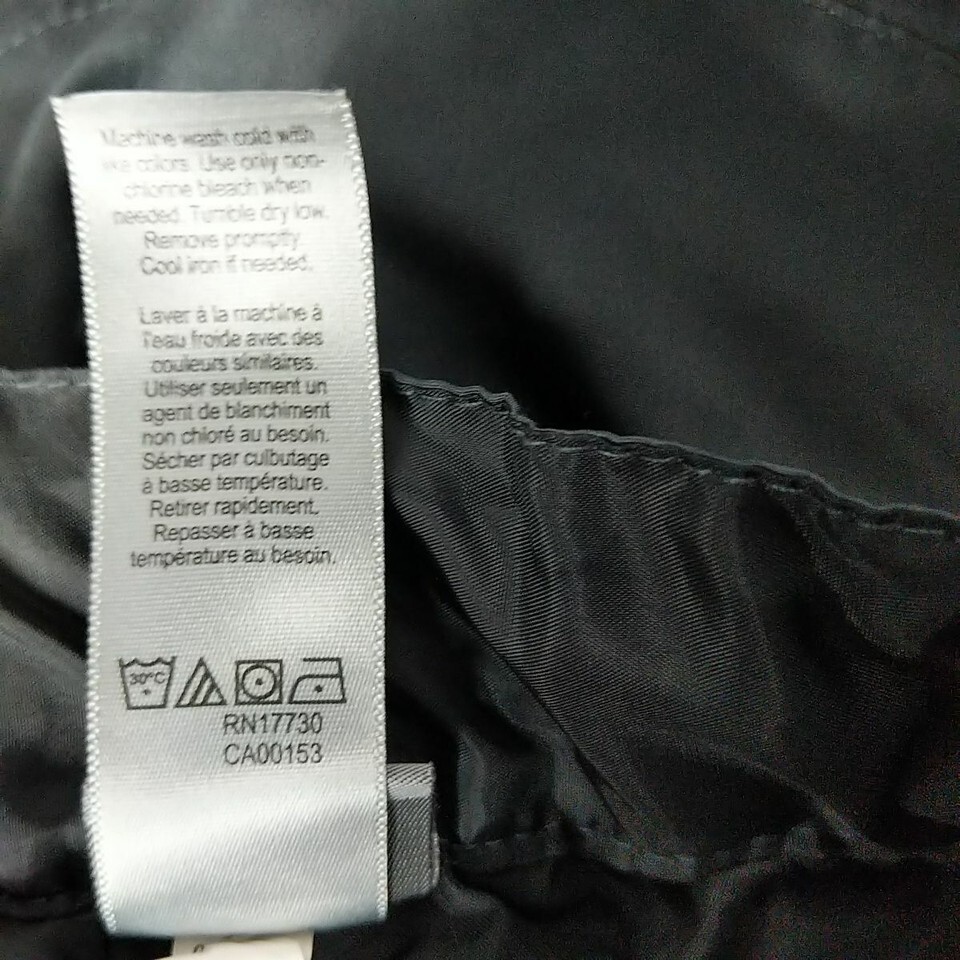 Machine wash cold with
like colors. Use only non-
chlorine bleach when
needed. Tumble dry low.
Remove promptly.
Cool iron if needed.
Laver à la machine à
l'eau froide avec des
couleurs similaires.
Utiliser seulement un
agent de blanchiment
non chloré au besoin.
Sécher par culbutage
à basse température.
Retirer rapidement.
Repasser à basse
température au besoin.
30°C
RN17730
CA00153